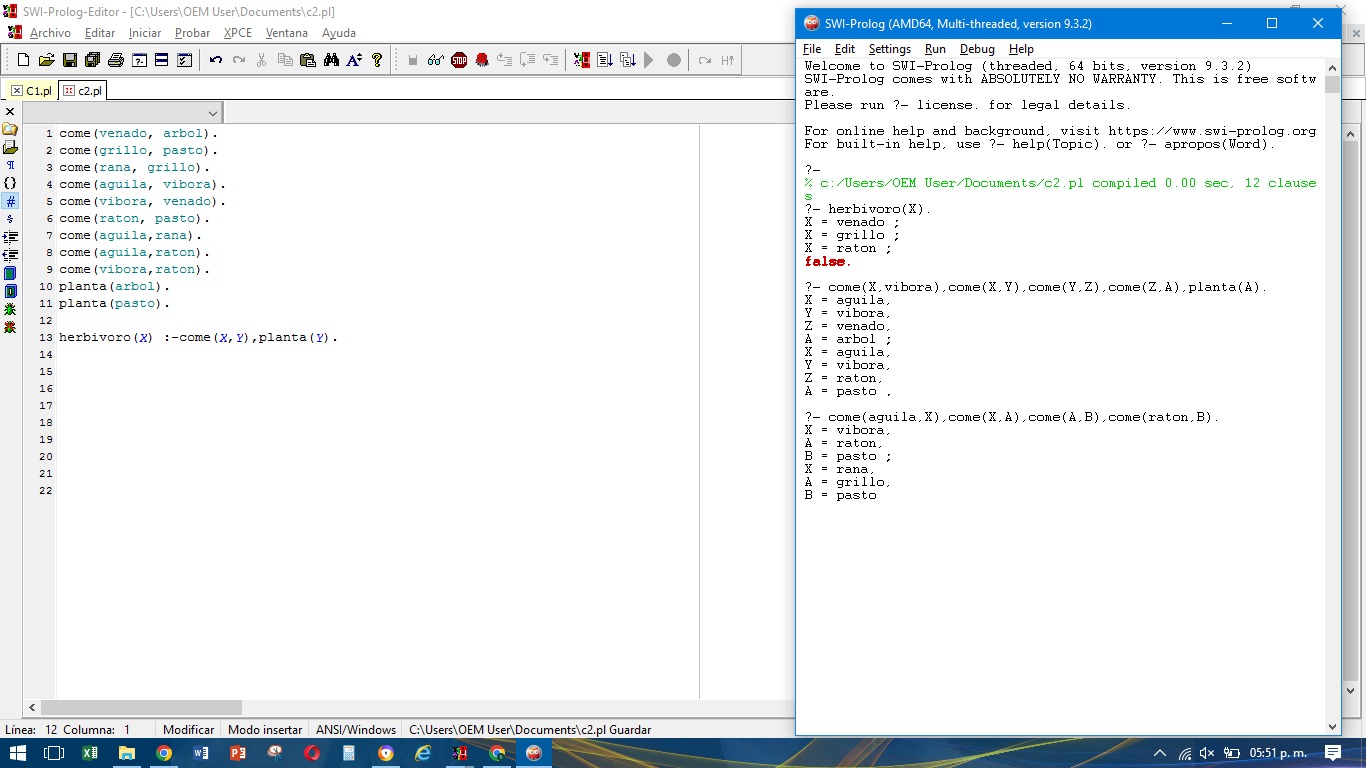 SWI-Prolog-Editor - [C:\Users\OEM User\Documents\c2.pl]
Archivo Editar Iniciar Probar XPCE Ventana Ayuda
C1.pl c2.pl
1 come(venado, arbol).
2 come(grillo, pasto).
3 come(rana, grillo).
4 come(aguila, vibora).
5 come(vibora, venado).
6 come(raton, pasto).
7 come(aguila,rana).
8 come(aguila,raton).
9 come(vibora,raton).
10 planta(arbol).
11 planta(pasto).
12
13 herbivoro(X) :-come(X,Y),planta(Y).
14
15
16
17
18
19
20
21
22
Línea: 12 Columna: 1 Modificar Modo insertar ANSI/Windows C:\Users\OEM User\Documents\c2.pl Guardar
SWI-Prolog (AMD64, Multi-threaded, version 9.3.2)
File Edit Settings Run Debug Help
Welcome to SWI-Prolog (threaded, 64 bits, version 9.3.2)
SWI-Prolog comes with ABSOLUTELY NO WARRANTY. This is free softw
are.
Please run ?- license. for legal details.
For online help and background, visit https://www.swi-prolog.org
For built-in help, use ?- help(Topic). or ?- apropos(Word).
?-
% c:/Users/OEM User/Documents/c2.pl compiled 0.00 sec, 12 clause
s
?- herbivoro(X).
X = venado ;
X = grillo ;
X = raton ;
false.
?- come(X,vibora),come(X,Y),come(Y,Z),come(Z,A),planta(A).
X = aguila,
Y = vibora,
Z = venado,
A = arbol ;
X = aguila,
Y = vibora,
Z = raton,
A = pasto .
?- come(aguila,X),come(X,A),come(A,B),come(raton,B).
X = vibora,
A = raton,
B = pasto ;
X = rana,
A = grillo,
B = pasto
05:51 p. m.